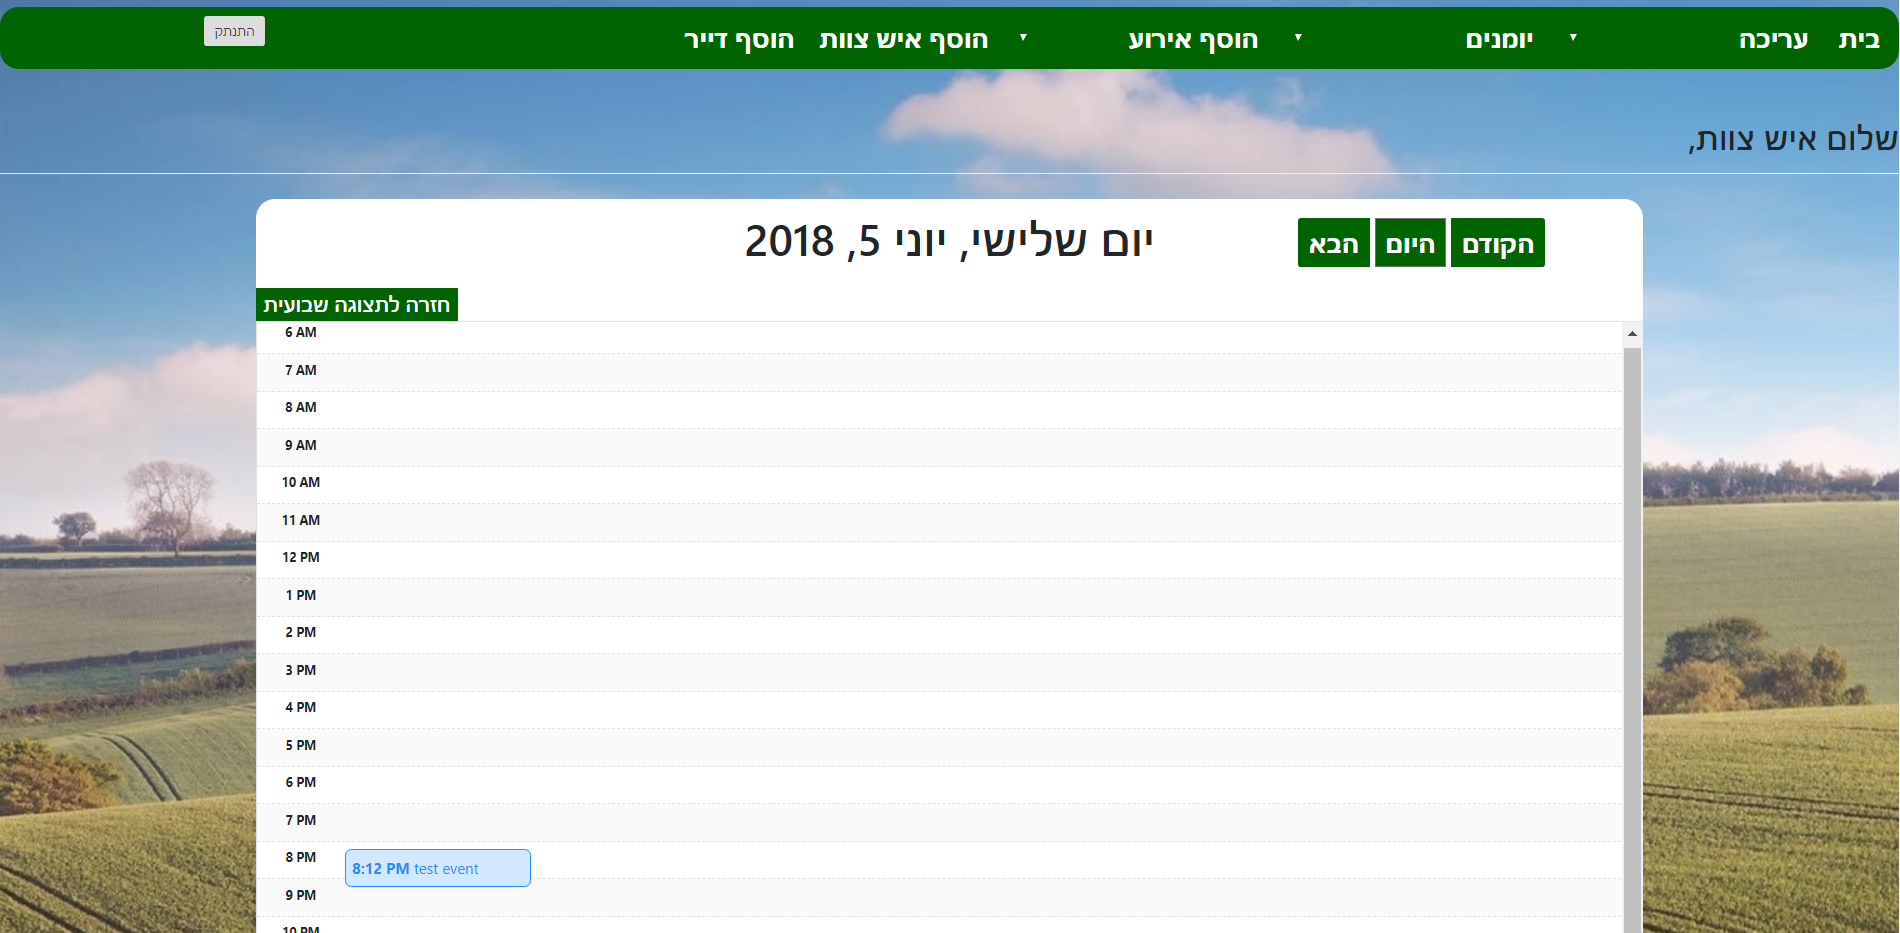 בית עריכה ▼ יומנים ▼ הוסף אירוע ▼ הוסף איש צוות הוסף דייר התנתק
שלום איש צוות,
הקודם היום הבא
יום שלישי, יוני 5, 2018
חזרה לתצוגה שבועית
6 AM
7 AM
8 AM
9 AM
10 AM
11 AM
12 PM
1 PM
2 PM
3 PM
4 PM
5 PM
6 PM
7 PM
8 PM
8:12 PM test event
9 PM
10 PM